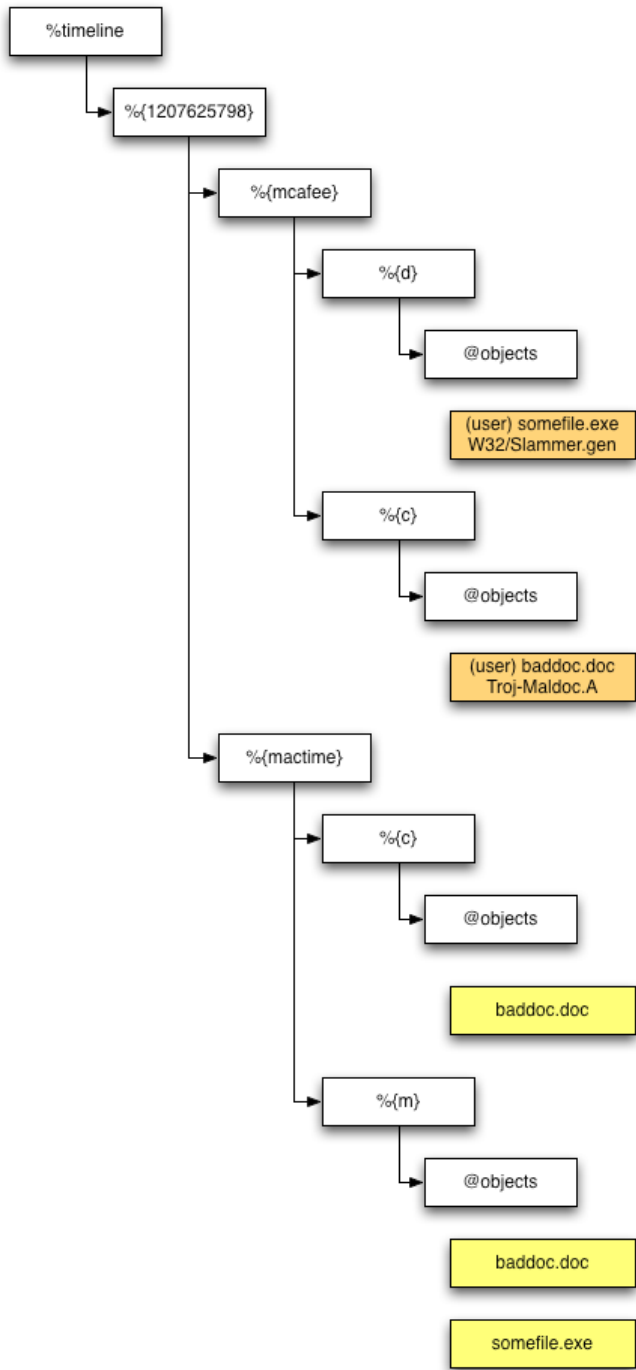 %timeline
%{1207625798}
%{mcafee}
%{d}
@objects
(user) somefile.exe
W32/Slammer.gen
%{c}
@objects
(user) baddoc.doc
Troj-Maldoc.A
%{mactime}
%{c}
@objects
baddoc.doc
%{m}
@objects
baddoc.doc
somefile.exe